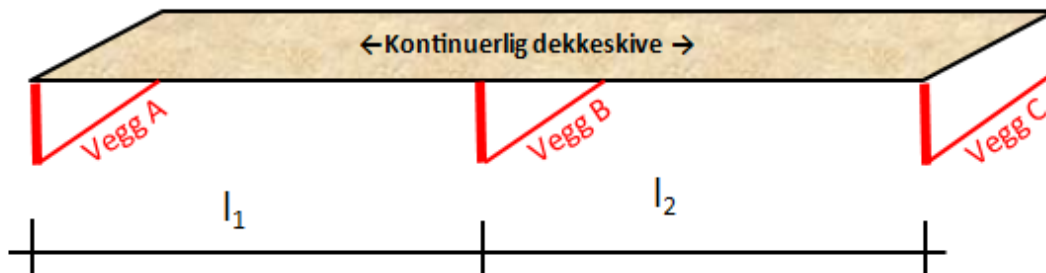 ←Kontinuerlig dekkeskive →
Vegg A
Vegg B
Vegg C
l₁
l₂